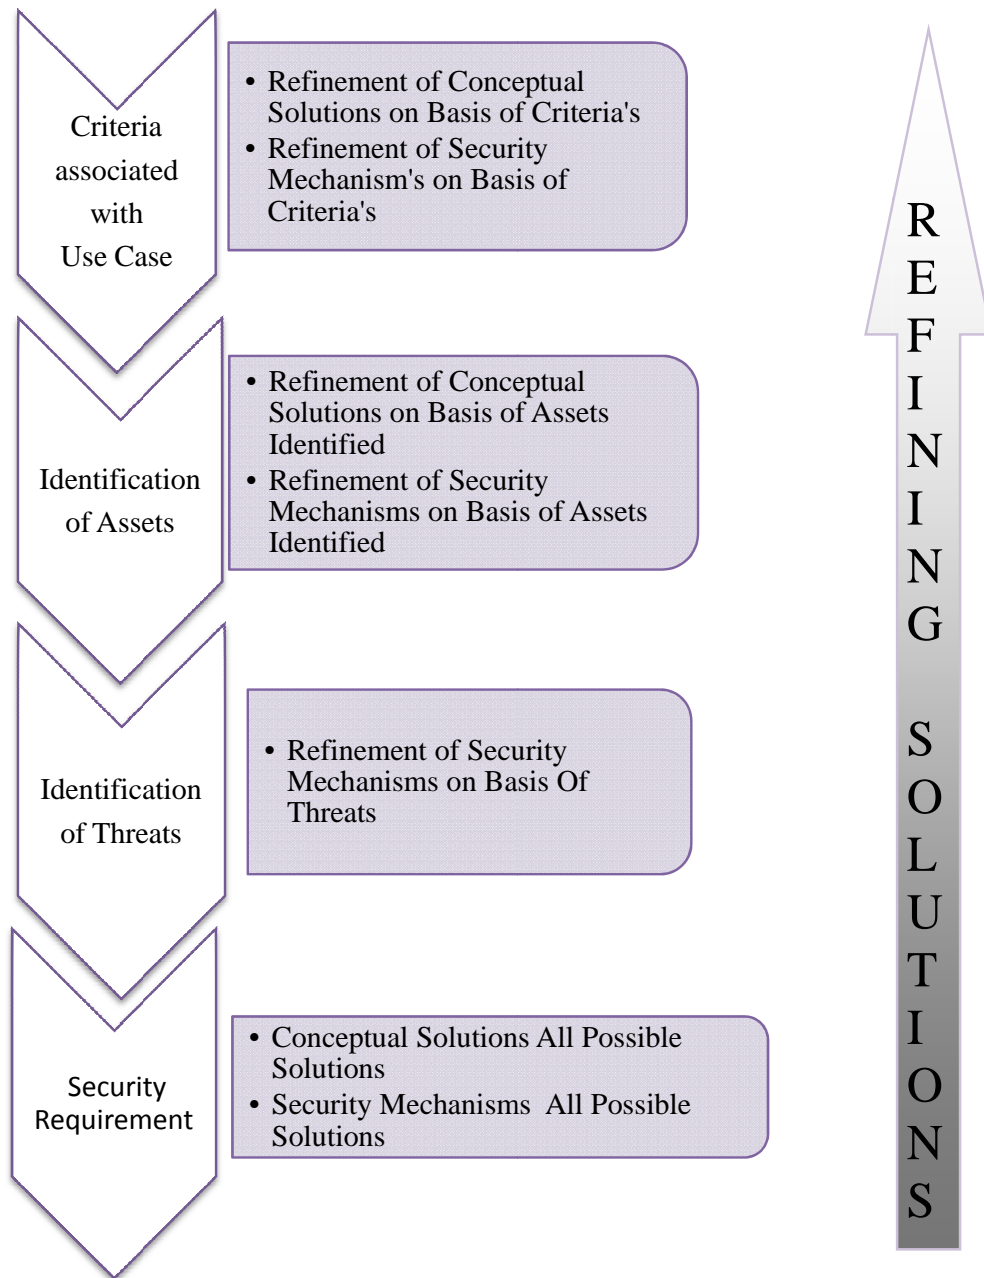 Criteria
associated
with
Use Case
• Refinement of Conceptual
Solutions on Basis of Criteria's
• Refinement of Security
Mechanism's on Basis of
Criteria's
Identification
of Assets
• Refinement of Conceptual
Solutions on Basis of Assets
Identified
• Refinement of Security
Mechanisms on Basis of Assets
Identified
Identification
of Threats
• Refinement of Security
Mechanisms on Basis Of
Threats
Security
Requirement
• Conceptual Solutions All Possible
Solutions
• Security Mechanisms  All Possible
Solutions
REFINING SOLUTIONS